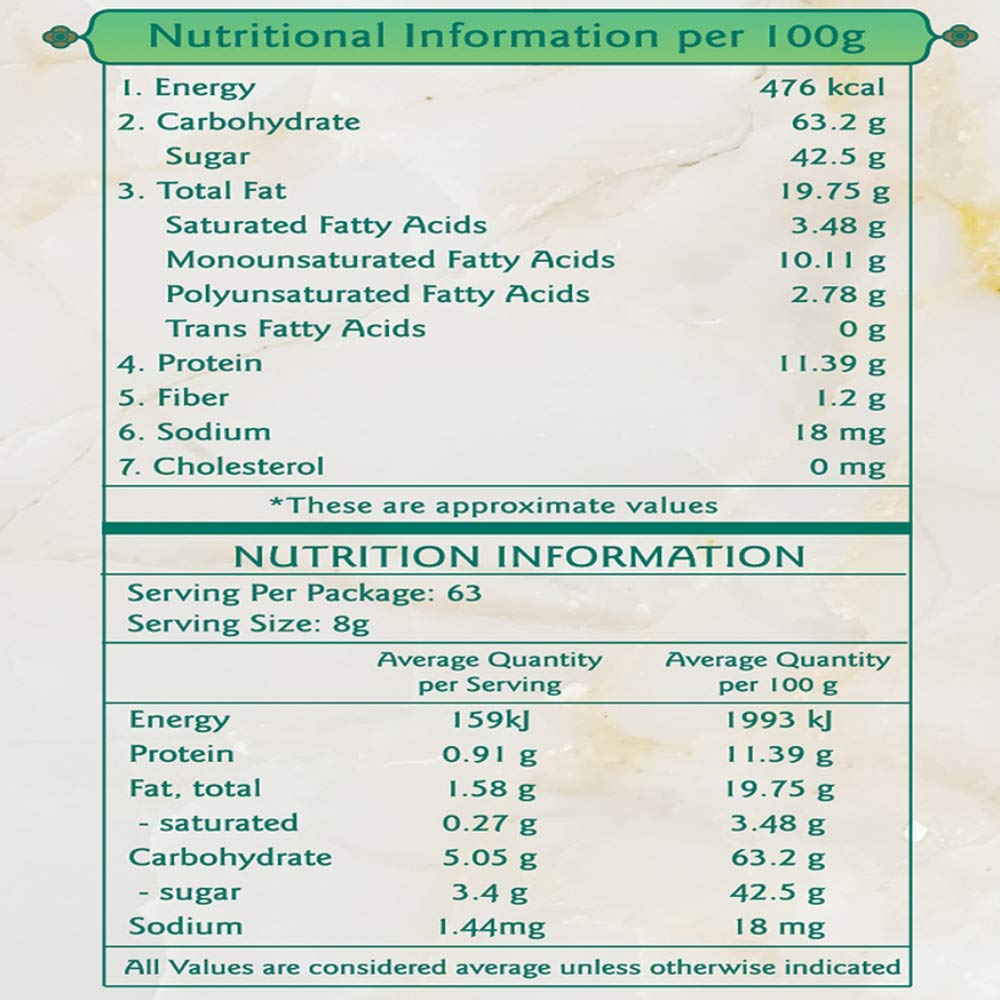 Nutritional Information per 100g
1. Energy 476 kcal
2. Carbohydrate 63.2 g
Sugar 42.5 g
3. Total Fat 19.75 g
Saturated Fatty Acids 3.48 g
Monounsaturated Fatty Acids 10.11 g
Polyunsaturated Fatty Acids 2.78 g
Trans Fatty Acids 0 g
4. Protein 11.39 g
5. Fiber 1.2 g
6. Sodium 18 mg
7. Cholesterol 0 mg
*These are approximate values
NUTRITION INFORMATION
Serving Per Package: 63
Serving Size: 8g
Average Quantity Average Quantity
per Serving per 100 g
Energy 159kJ 1993 kJ
Protein 0.91 g 11.39 g
Fat, total 1.58 g 19.75 g
- saturated 0.27 g 3.48 g
Carbohydrate 5.05 g 63.2 g
- sugar 3.4 g 42.5 g
Sodium 1.44mg 18 mg
All Values are considered average unless otherwise indicated